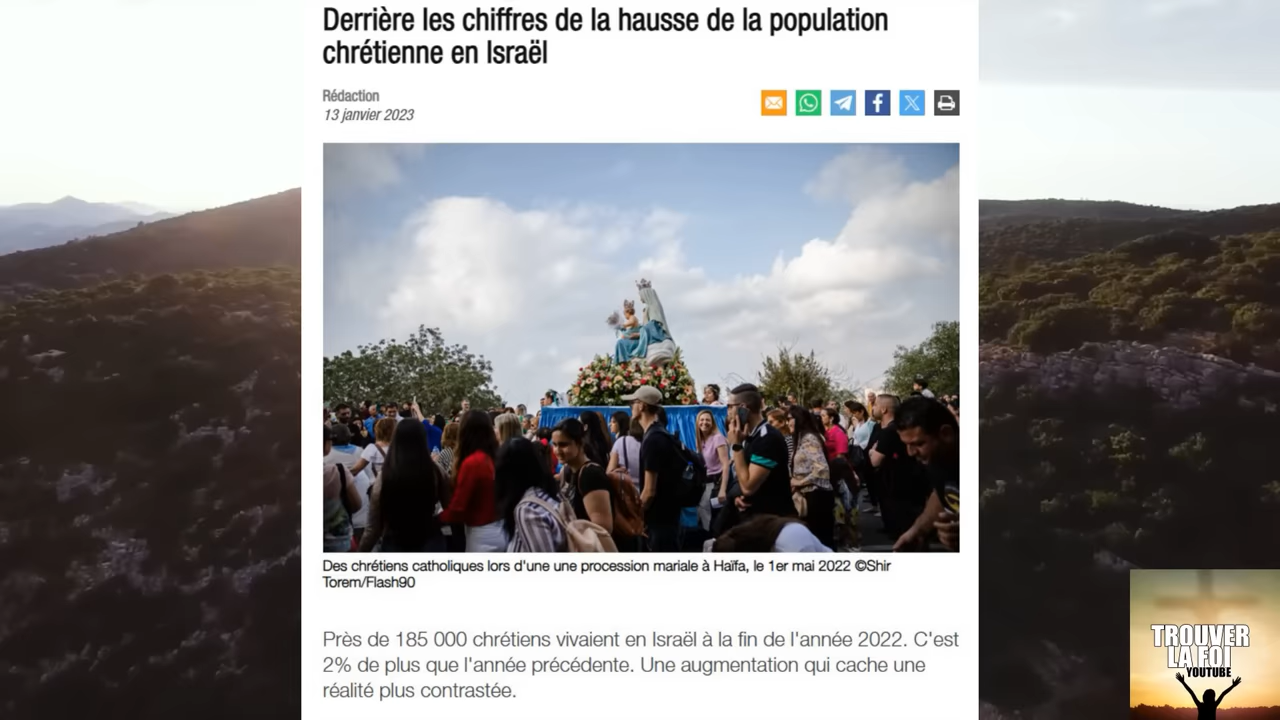 Derrière les chiffres de la hausse de la population
chrétienne en Israël
Rédaction
13 janvier 2023
Des chrétiens catholiques lors d'une une procession mariale à Haïfa, le 1er mai 2022 ©Shir
Torem/Flash90
Près de 185 000 chrétiens vivaient en Israël à la fin de l'année 2022. C'est
2% de plus que l'année précédente. Une augmentation qui cache une
réalité plus contrastée.
TROUVER
LA FOI
YOUTUBE